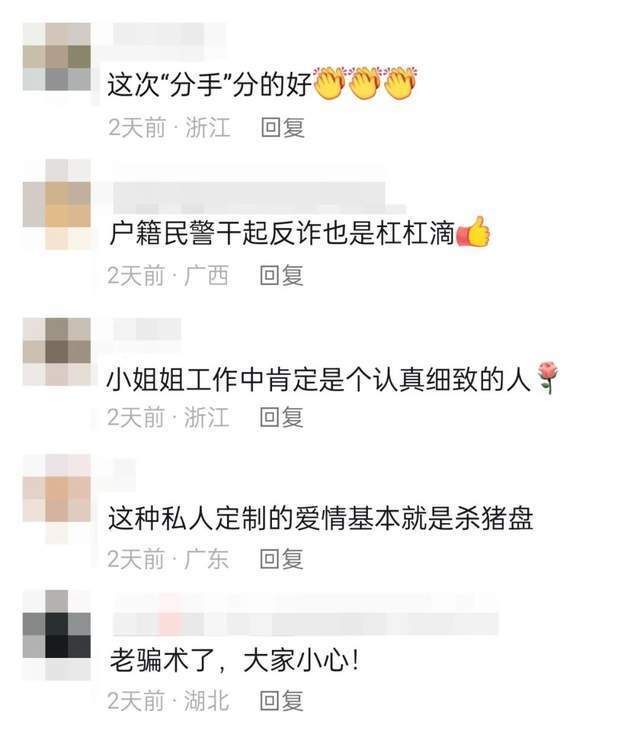 这次“分手”分的好👏👏👏
2天前 · 浙江 回复
户籍民警干起反诈也是杠杠滴👍
2天前 · 广西 回复
小姐姐工作中肯定是个认真细致的人🌹
2天前 · 浙江 回复
这种私人定制的爱情基本就是杀猪盘
2天前 · 广东 回复
老骗术了，大家小心！
2天前 · 湖北 回复